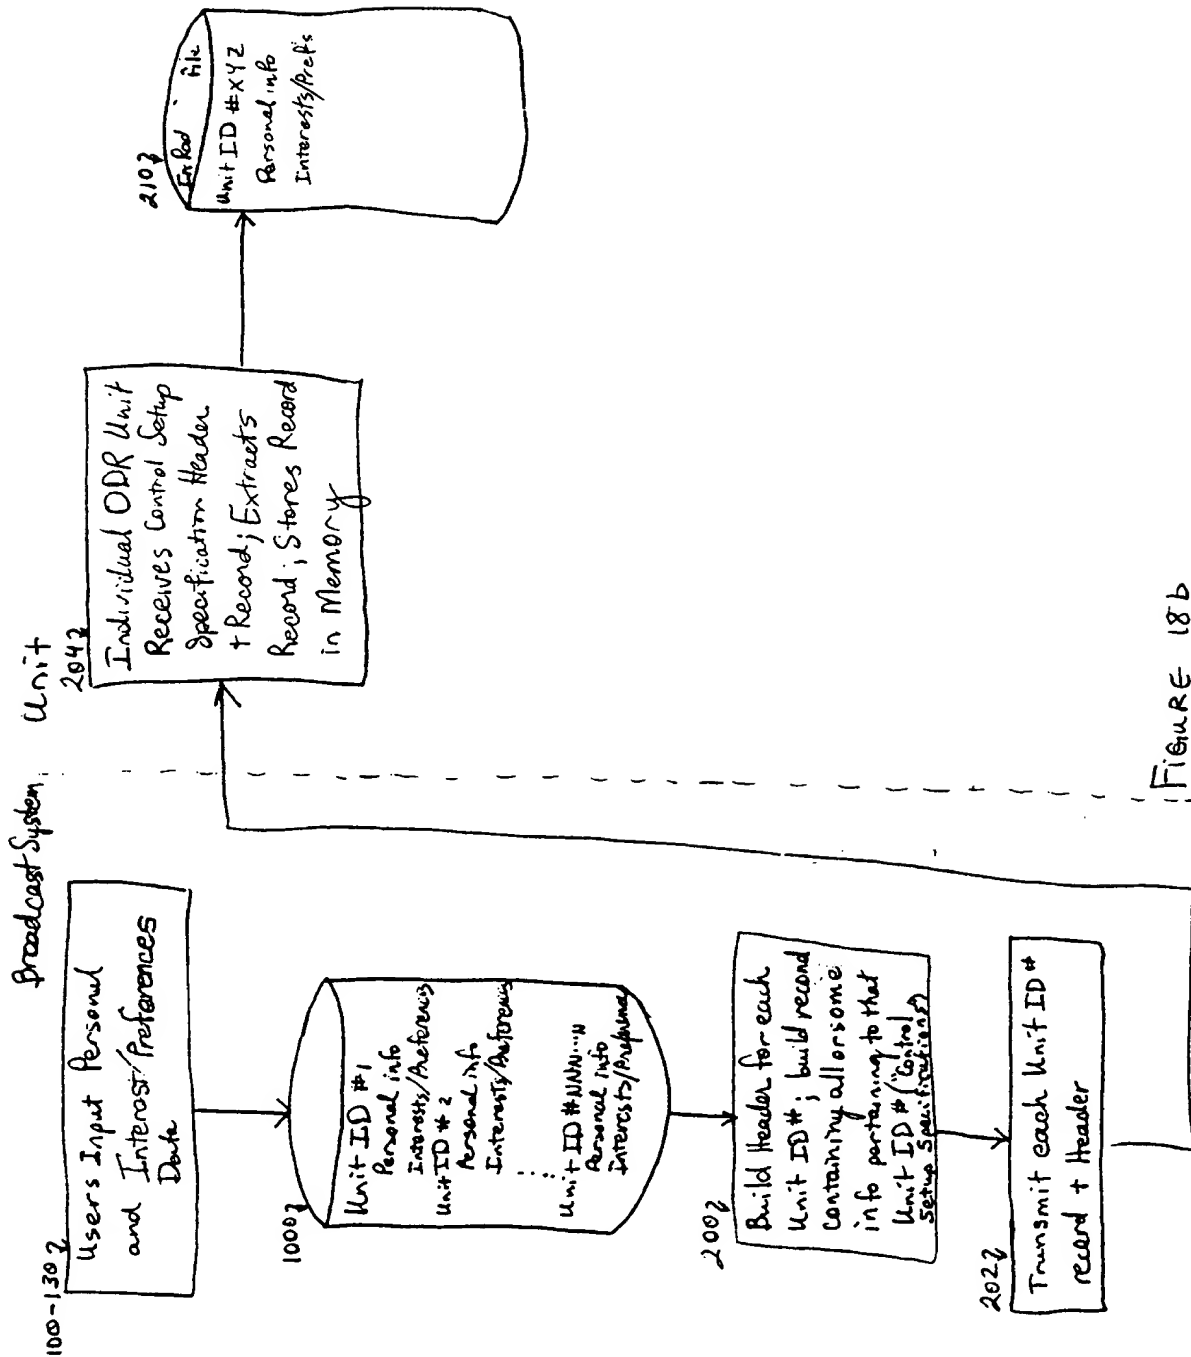 Broadcast System
Unit
100-130
Users Input Personal
and Interest/Preferences
Data
1000
Unit ID #1
Personal info
Interests/Preferences
Unit ID #2
Personal info
Interests/Preferences
Unit ID #NNN...N
Personal info
Interests/Preference
200
Build Header for each
Unit ID#; build record
containing all or some
info pertaining to that
Unit ID# ("Control
Setup Specifications)
202
Transmit each Unit ID#
record + Header
204
Individual ODR Unit
Receives Control Setup
Specification Header
+ Record; Extracts
Record; Stores Record
in Memory
210
File
Unit ID #XYZ
Personal info
Interests/Prefs
FIGURE 18b